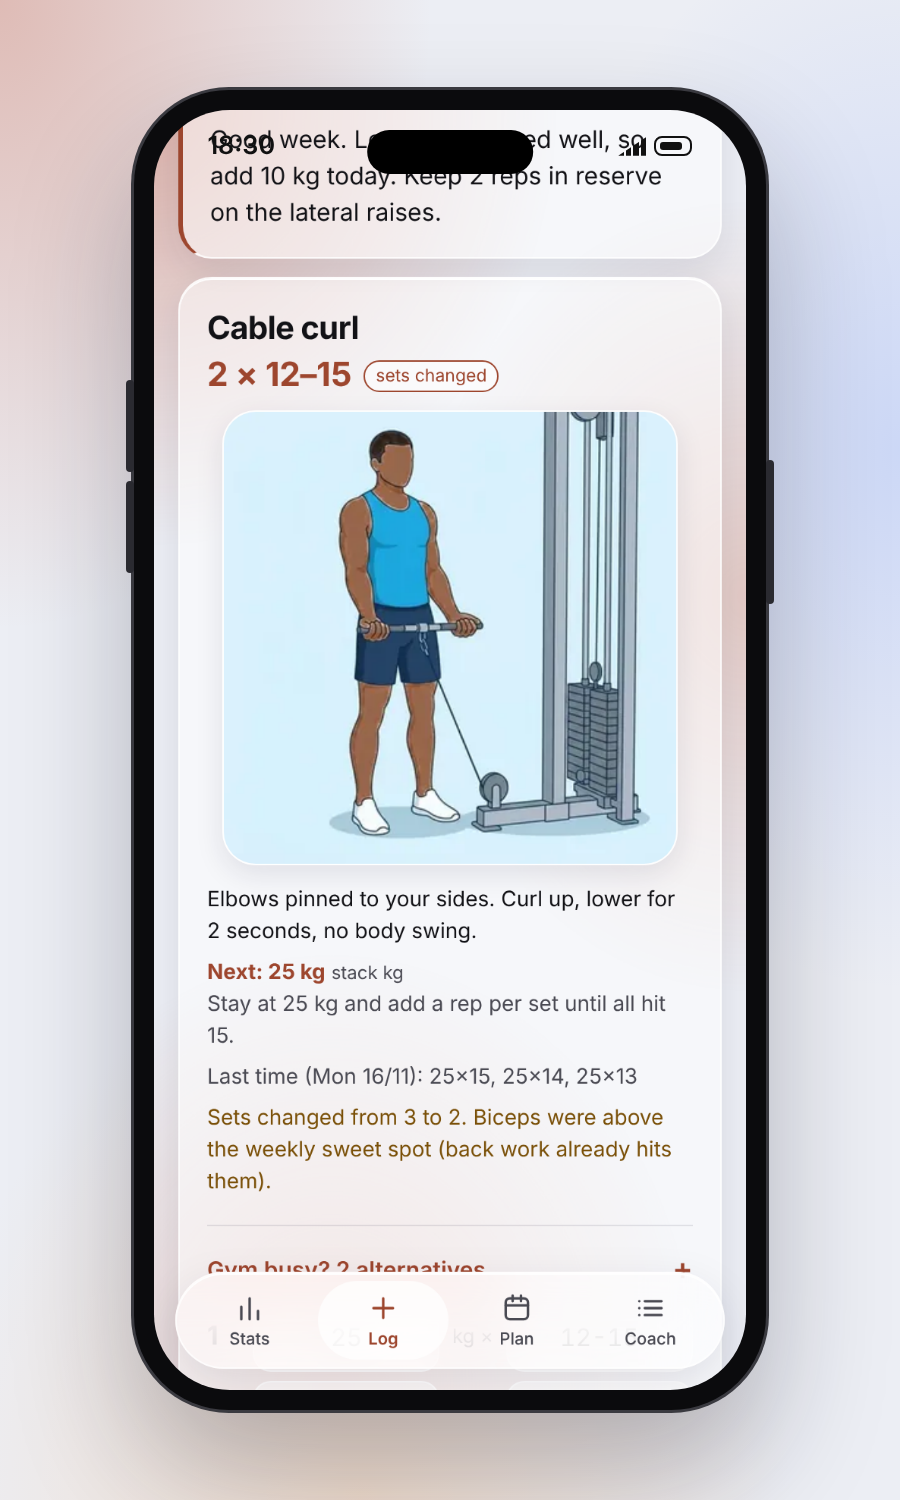 18:30
Good week. L ed well, so
add 10 kg today. Keep 2 reps in reserve
on the lateral raises.
Cable curl
2 × 12–15 sets changed
Elbows pinned to your sides. Curl up, lower for
2 seconds, no body swing.
Next: 25 kg stack kg
Stay at 25 kg and add a rep per set until all hit
15.
Last time (Mon 16/11): 25×15, 25×14, 25×13
Sets changed from 3 to 2. Biceps were above
the weekly sweet spot (back work already hits
them).
Gym busy? 2 alternatives +
1 25 kg × 12-1
Stats Log Plan Coach